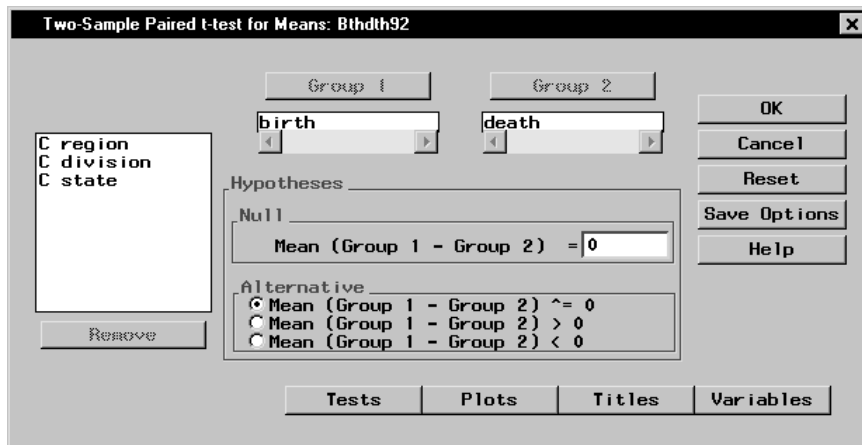 Two-Sample Paired t-test for Means: Bthdth92
Group 1
Group 2
birth
death
C region
C division
C state
Remove
Hypotheses
Null
Mean (Group 1 - Group 2) = 0
Alternative
Mean (Group 1 - Group 2) ^= 0
Mean (Group 1 - Group 2) > 0
Mean (Group 1 - Group 2) < 0
OK
Cancel
Reset
Save Options
Help
Tests
Plots
Titles
Variables